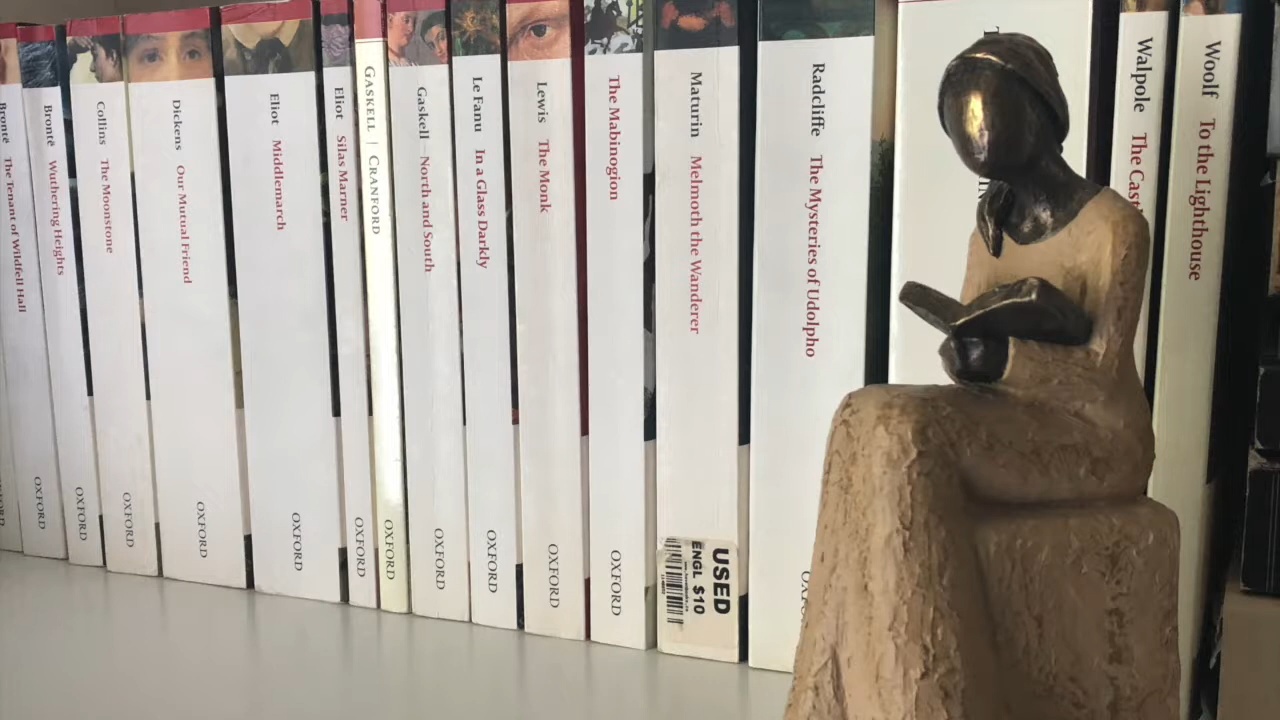 Brontë The Tenant of Wildfell Hall
OXFORD
Brontë Wuthering Heights
OXFORD
Collins The Moonstone
OXFORD
Dickens Our Mutual Friend
OXFORD
Eliot Middlemarch
OXFORD
Eliot Silas Marner
OXFORD
GASKELL | CRANFORD
OXFORD
Gaskell North and South
OXFORD
Le Fanu In a Glass Darkly
OXFORD
Lewis The Monk
OXFORD
The Mabinogion
OXFORD
Maturin Melmoth the Wanderer
USED
ENGL $10
Radcliffe The Mysteries of Udolpho
Walpole The Cast
Woolf To the Lighthouse